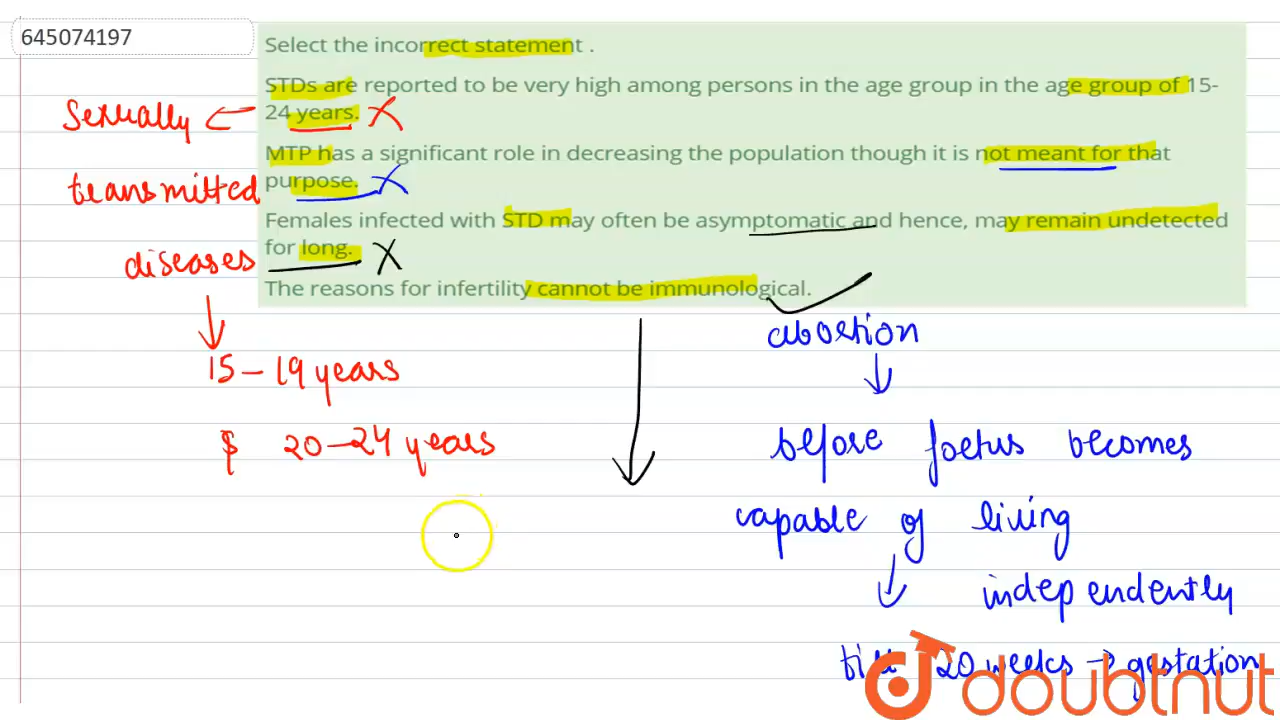 645074197
Select the incorrect statement .
STDs are reported to be very high among persons in the age group in the age group of 15-
24 years.
MTP has a significant role in decreasing the population though it is not meant for that
purpose.
Females infected with STD may often be asymptomatic and hence, may remain undetected
for long.
The reasons for infertility cannot be immunological.
Sexually
transmitted
diseases
15 - 19 years
20 - 24 years
abortion
before foetus becomes
capable of living
independently
till 20 weeks → gestation
doubtnut